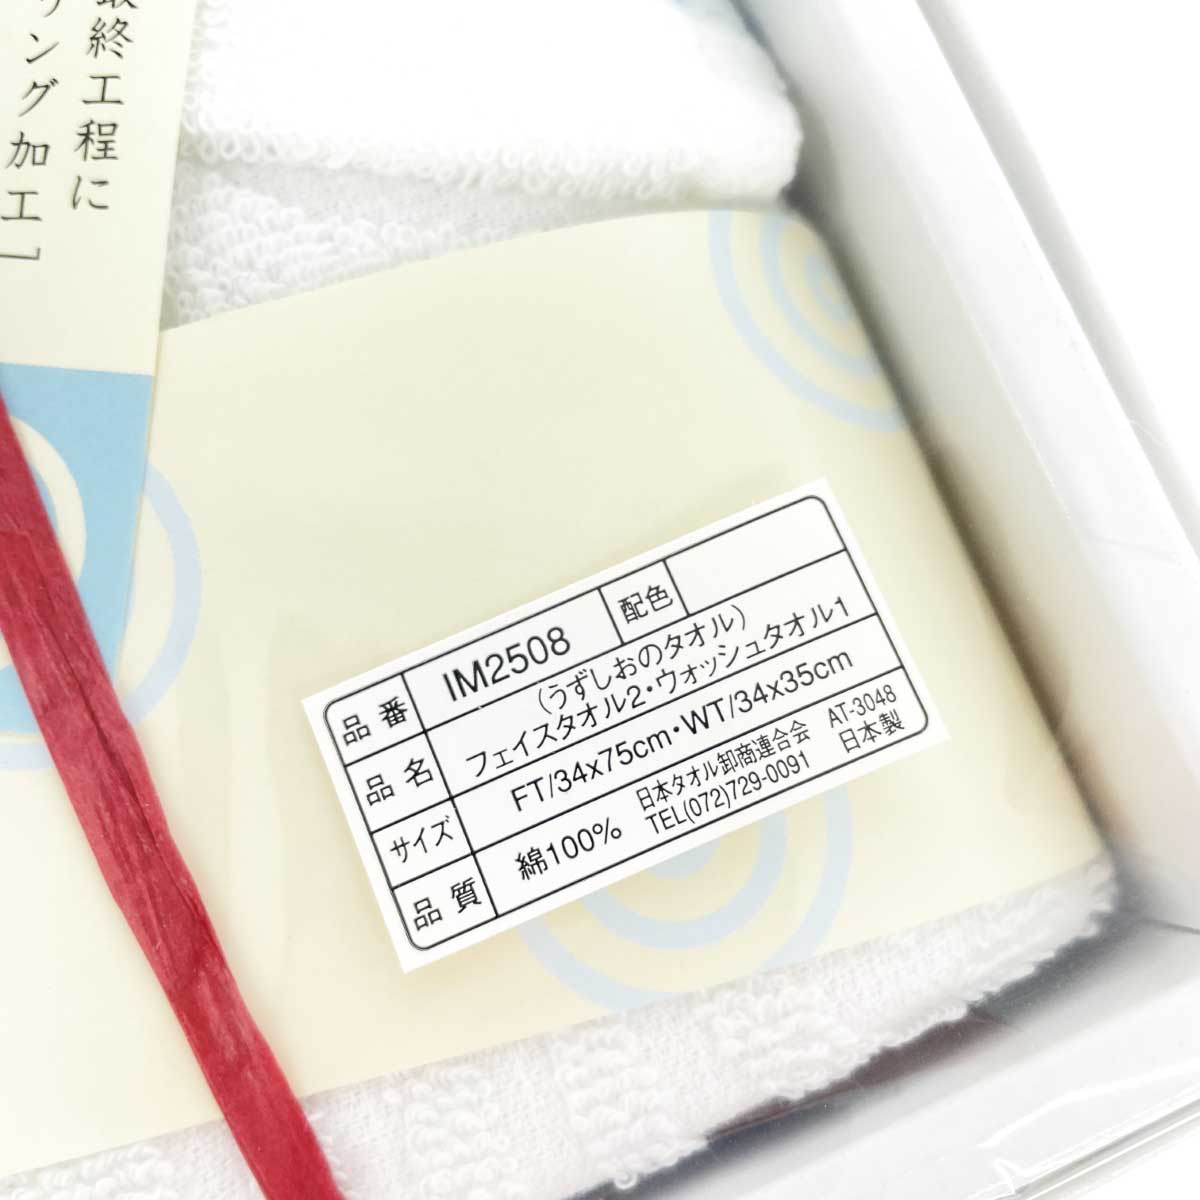 最終工程に
リング加工」
品番 IM2508 配色
品名 (うずしおのタオル)
フェイスタオル2・ウォッシュタオル1
サイズ FT/34x75cm・WT/34x35cm
品質 綿100% 日本タオル卸商連合会 AT-3048
TEL(072)729-0091 日本製